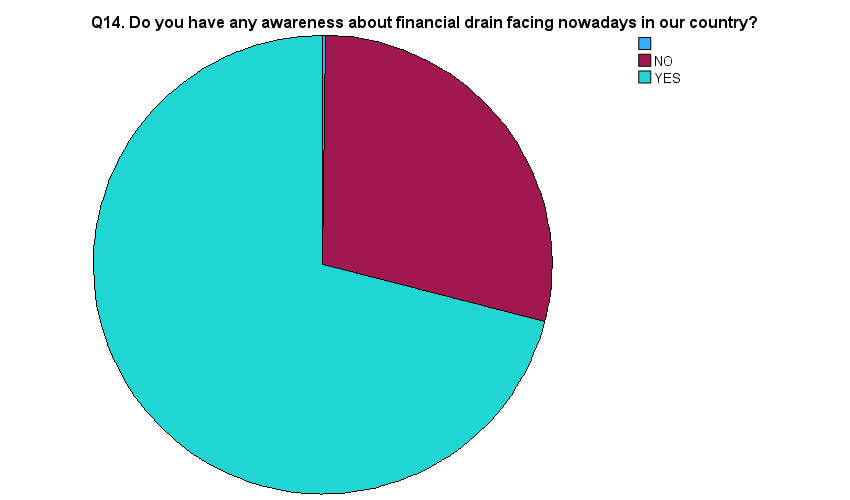 Q14. Do you have any awareness about financial drain facing nowadays in our country?
NO
YES